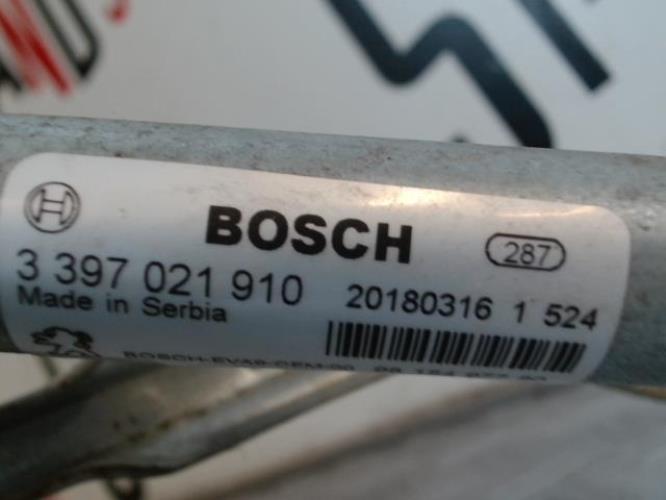 BOSCH
287
3 397 021 910
20180316 1 524
Made in Serbia